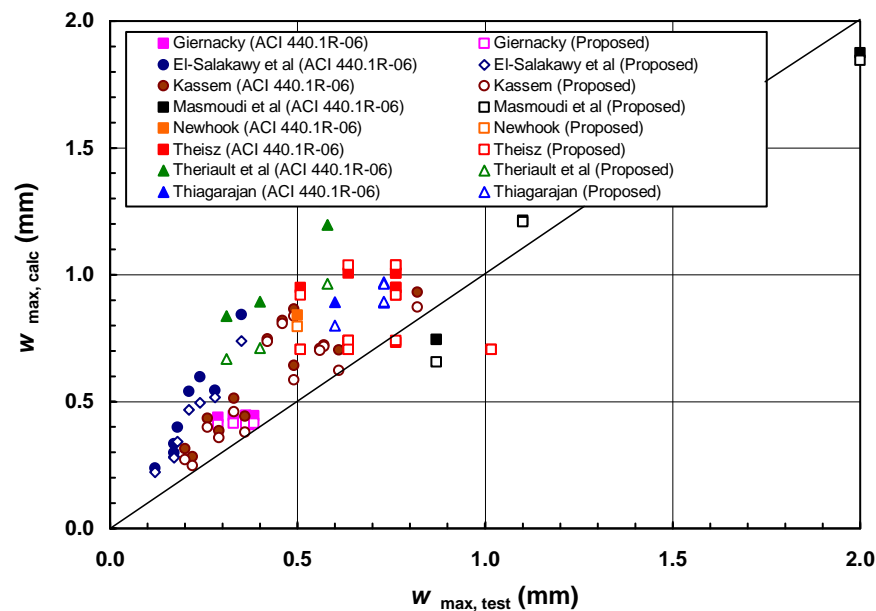 2.0
Giernacky (ACI 440.1R-06) Giernacky (Proposed)
El-Salakawy et al (ACI 440.1R-06) El-Salakawy et al (Proposed)
Kassem (ACI 440.1R-06) Kassem (Proposed)
Masmoudi et al (ACI 440.1R-06) Masmoudi et al (Proposed)
Newhook (ACI 440.1R-06) Newhook (Proposed)
Theisz (ACI 440.1R-06) Theisz (Proposed)
Theriault et al (ACI 440.1R-06) Theriault et al (Proposed)
Thiagarajan (ACI 440.1R-06) Thiagarajan (Proposed)
1.5
1.0
0.5
0.0
w max, calc (mm)
0.0 0.5 1.0 1.5 2.0
w max, test (mm)